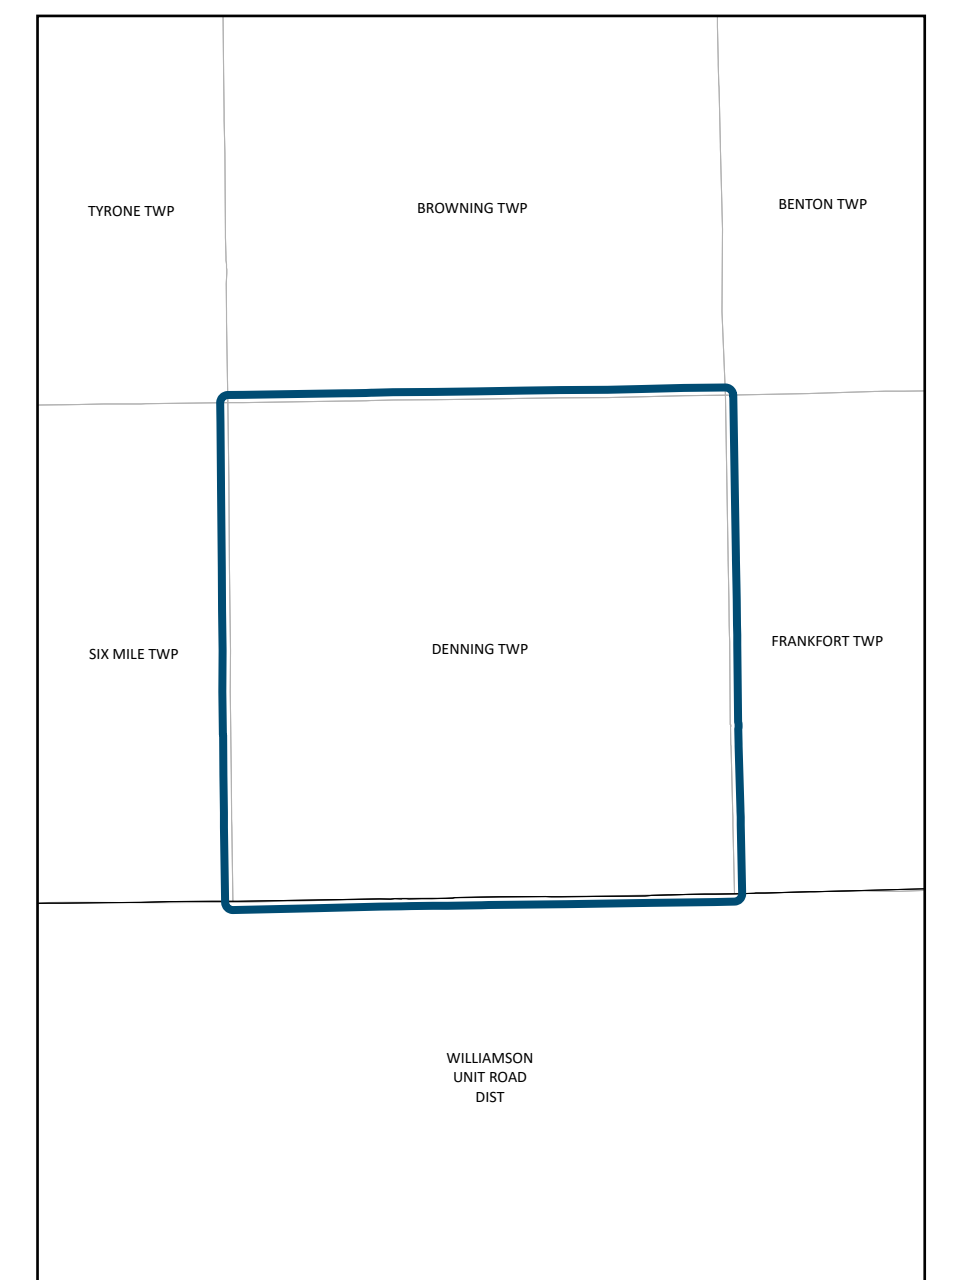 TYRONE TWP
BROWNING TWP
BENTON TWP
SIX MILE TWP
DENNING TWP
FRANKFORT TWP
WILLIAMSON
UNIT ROAD
DIST